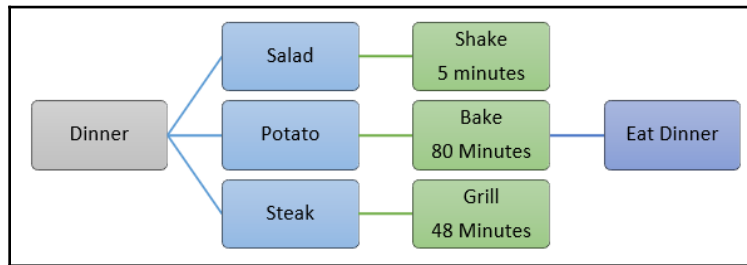 Dinner
Salad
Shake
5 minutes
Potato
Bake
80 Minutes
Eat Dinner
Steak
Grill
48 Minutes